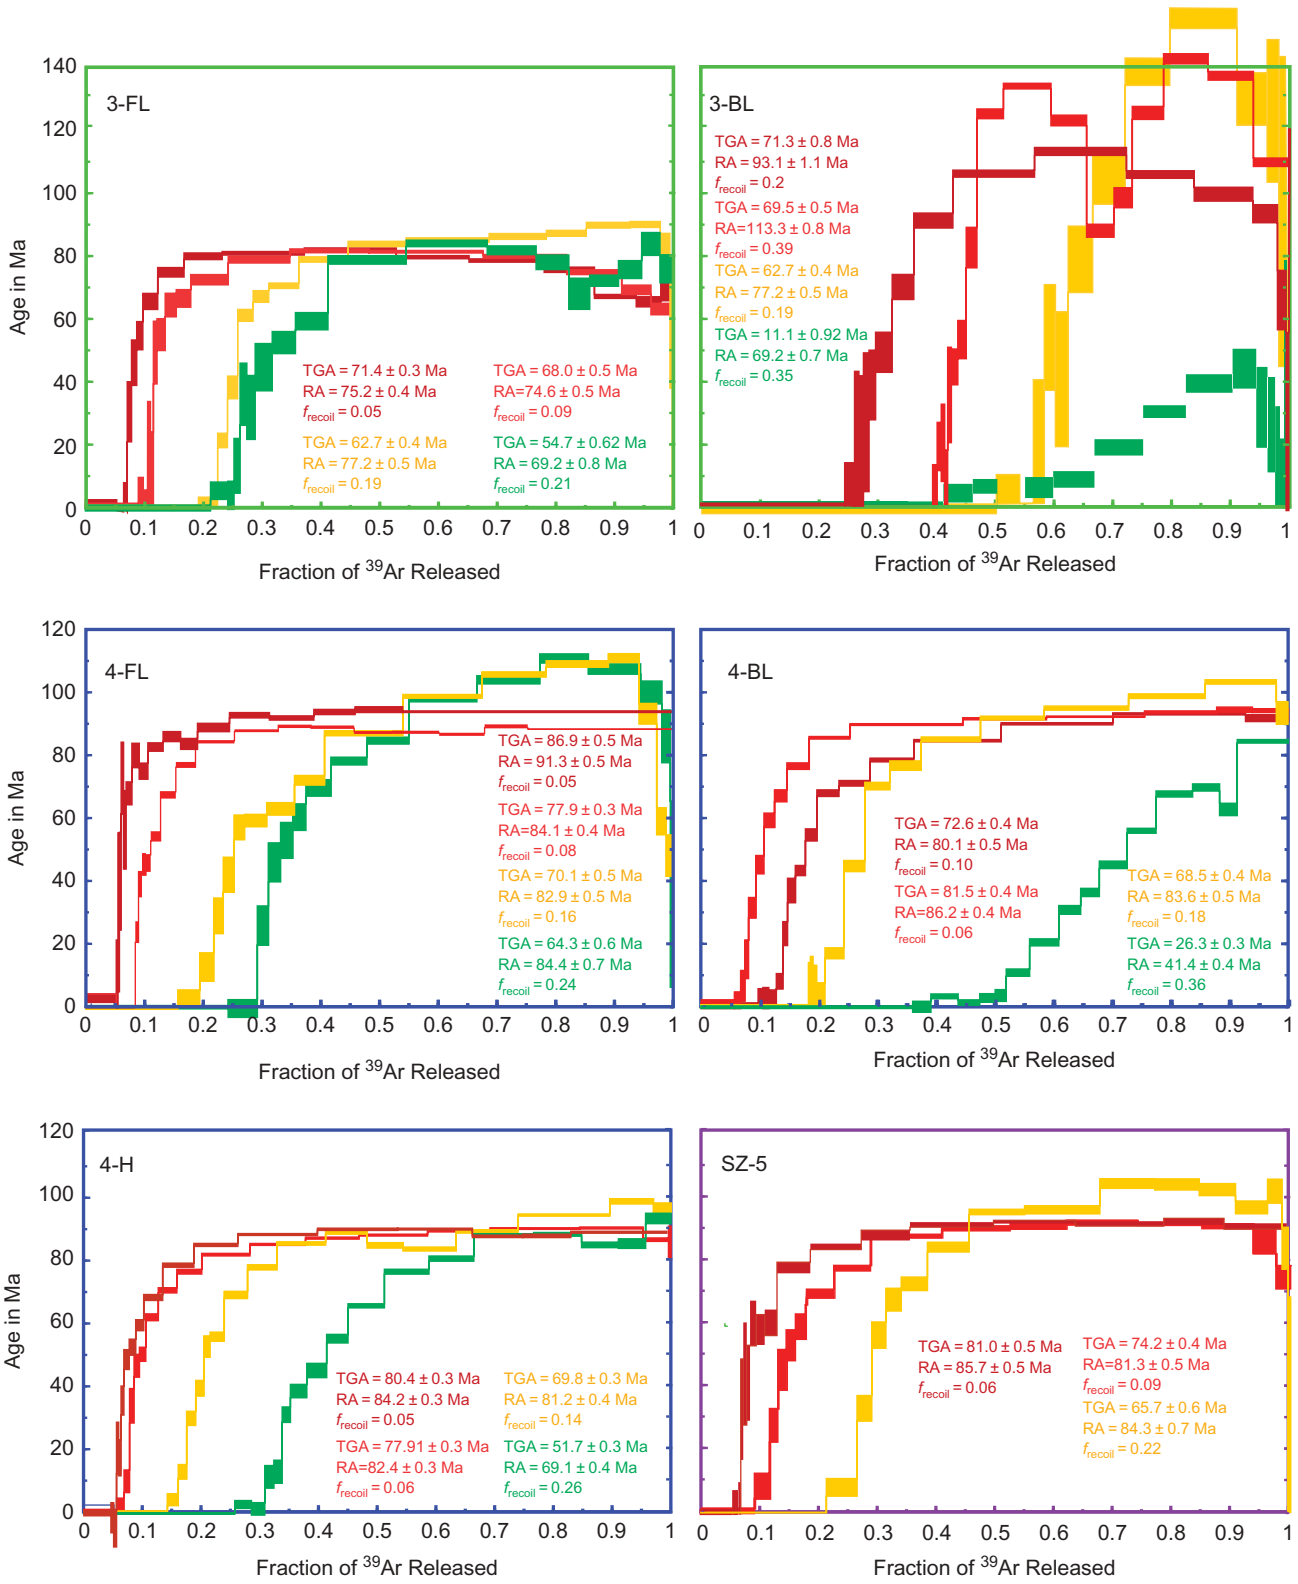 3-FL
140
120
100
80
60
40
20
0
Age in Ma
TGA = 71.4 ± 0.3 Ma
RA = 75.2 ± 0.4 Ma
f recoil = 0.05
TGA = 68.0 ± 0.5 Ma
RA=74.6 ± 0.5 Ma
f recoil = 0.09
TGA = 62.7 ± 0.4 Ma
RA = 77.2 ± 0.5 Ma
f recoil = 0.19
TGA = 54.7 ± 0.62 Ma
RA = 69.2 ± 0.8 Ma
f recoil = 0.21
0 0.1 0.2 0.3 0.4 0.5 0.6 0.7 0.8 0.9 1
Fraction of 39Ar Released
3-BL
TGA = 71.3 ± 0.8 Ma
RA = 93.1 ± 1.1 Ma
f recoil = 0.2
TGA = 69.5 ± 0.5 Ma
RA=113.3 ± 0.8 Ma
f recoil = 0.39
TGA = 62.7 ± 0.4 Ma
RA = 77.2 ± 0.5 Ma
f recoil = 0.19
TGA = 11.1 ± 0.92 Ma
RA = 69.2 ± 0.7 Ma
f recoil = 0.35
0 0.1 0.2 0.3 0.4 0.5 0.6 0.7 0.8 0.9 1
Fraction of 39Ar Released
4-FL
120
100
80
60
40
20
0
Age in Ma
TGA = 86.9 ± 0.5 Ma
RA = 91.3 ± 0.5 Ma
f recoil = 0.05
TGA = 77.9 ± 0.3 Ma
RA=84.1 ± 0.4 Ma
f recoil = 0.08
TGA = 70.1 ± 0.5 Ma
RA = 82.9 ± 0.5 Ma
f recoil = 0.16
TGA = 64.3 ± 0.6 Ma
RA = 84.4 ± 0.7 Ma
f recoil = 0.24
0 0.1 0.2 0.3 0.4 0.5 0.6 0.7 0.8 0.9 1
Fraction of 39Ar Released
4-BL
TGA = 72.6 ± 0.4 Ma
RA = 80.1 ± 0.5 Ma
f recoil = 0.10
TGA = 81.5 ± 0.4 Ma
RA=86.2 ± 0.4 Ma
f recoil = 0.06
TGA = 68.5 ± 0.4 Ma
RA = 83.6 ± 0.5 Ma
f recoil = 0.18
TGA = 26.3 ± 0.3 Ma
RA = 41.4 ± 0.4 Ma
f recoil = 0.36
0 0.1 0.2 0.3 0.4 0.5 0.6 0.7 0.8 0.9 1
Fraction of 39Ar Released
4-H
120
100
80
60
40
20
0
Age in Ma
TGA = 80.4 ± 0.3 Ma
RA = 84.2 ± 0.3 Ma
f recoil = 0.05
TGA = 77.91 ± 0.3 Ma
RA=82.4 ± 0.3 Ma
f recoil = 0.06
TGA = 69.8 ± 0.3 Ma
RA = 81.2 ± 0.4 Ma
f recoil = 0.14
TGA = 51.7 ± 0.3 Ma
RA = 69.1 ± 0.4 Ma
f recoil = 0.26
0 0.1 0.2 0.3 0.4 0.5 0.6 0.7 0.8 0.9 1
Fraction of 39Ar Released
SZ-5
TGA = 81.0 ± 0.5 Ma
RA = 85.7 ± 0.5 Ma
f recoil = 0.06
TGA = 74.2 ± 0.4 Ma
RA=81.3 ± 0.5 Ma
f recoil = 0.09
TGA = 65.7 ± 0.6 Ma
RA = 84.3 ± 0.7 Ma
f recoil = 0.22
0 0.1 0.2 0.3 0.4 0.5 0.6 0.7 0.8 0.9 1
Fraction of 39Ar Released